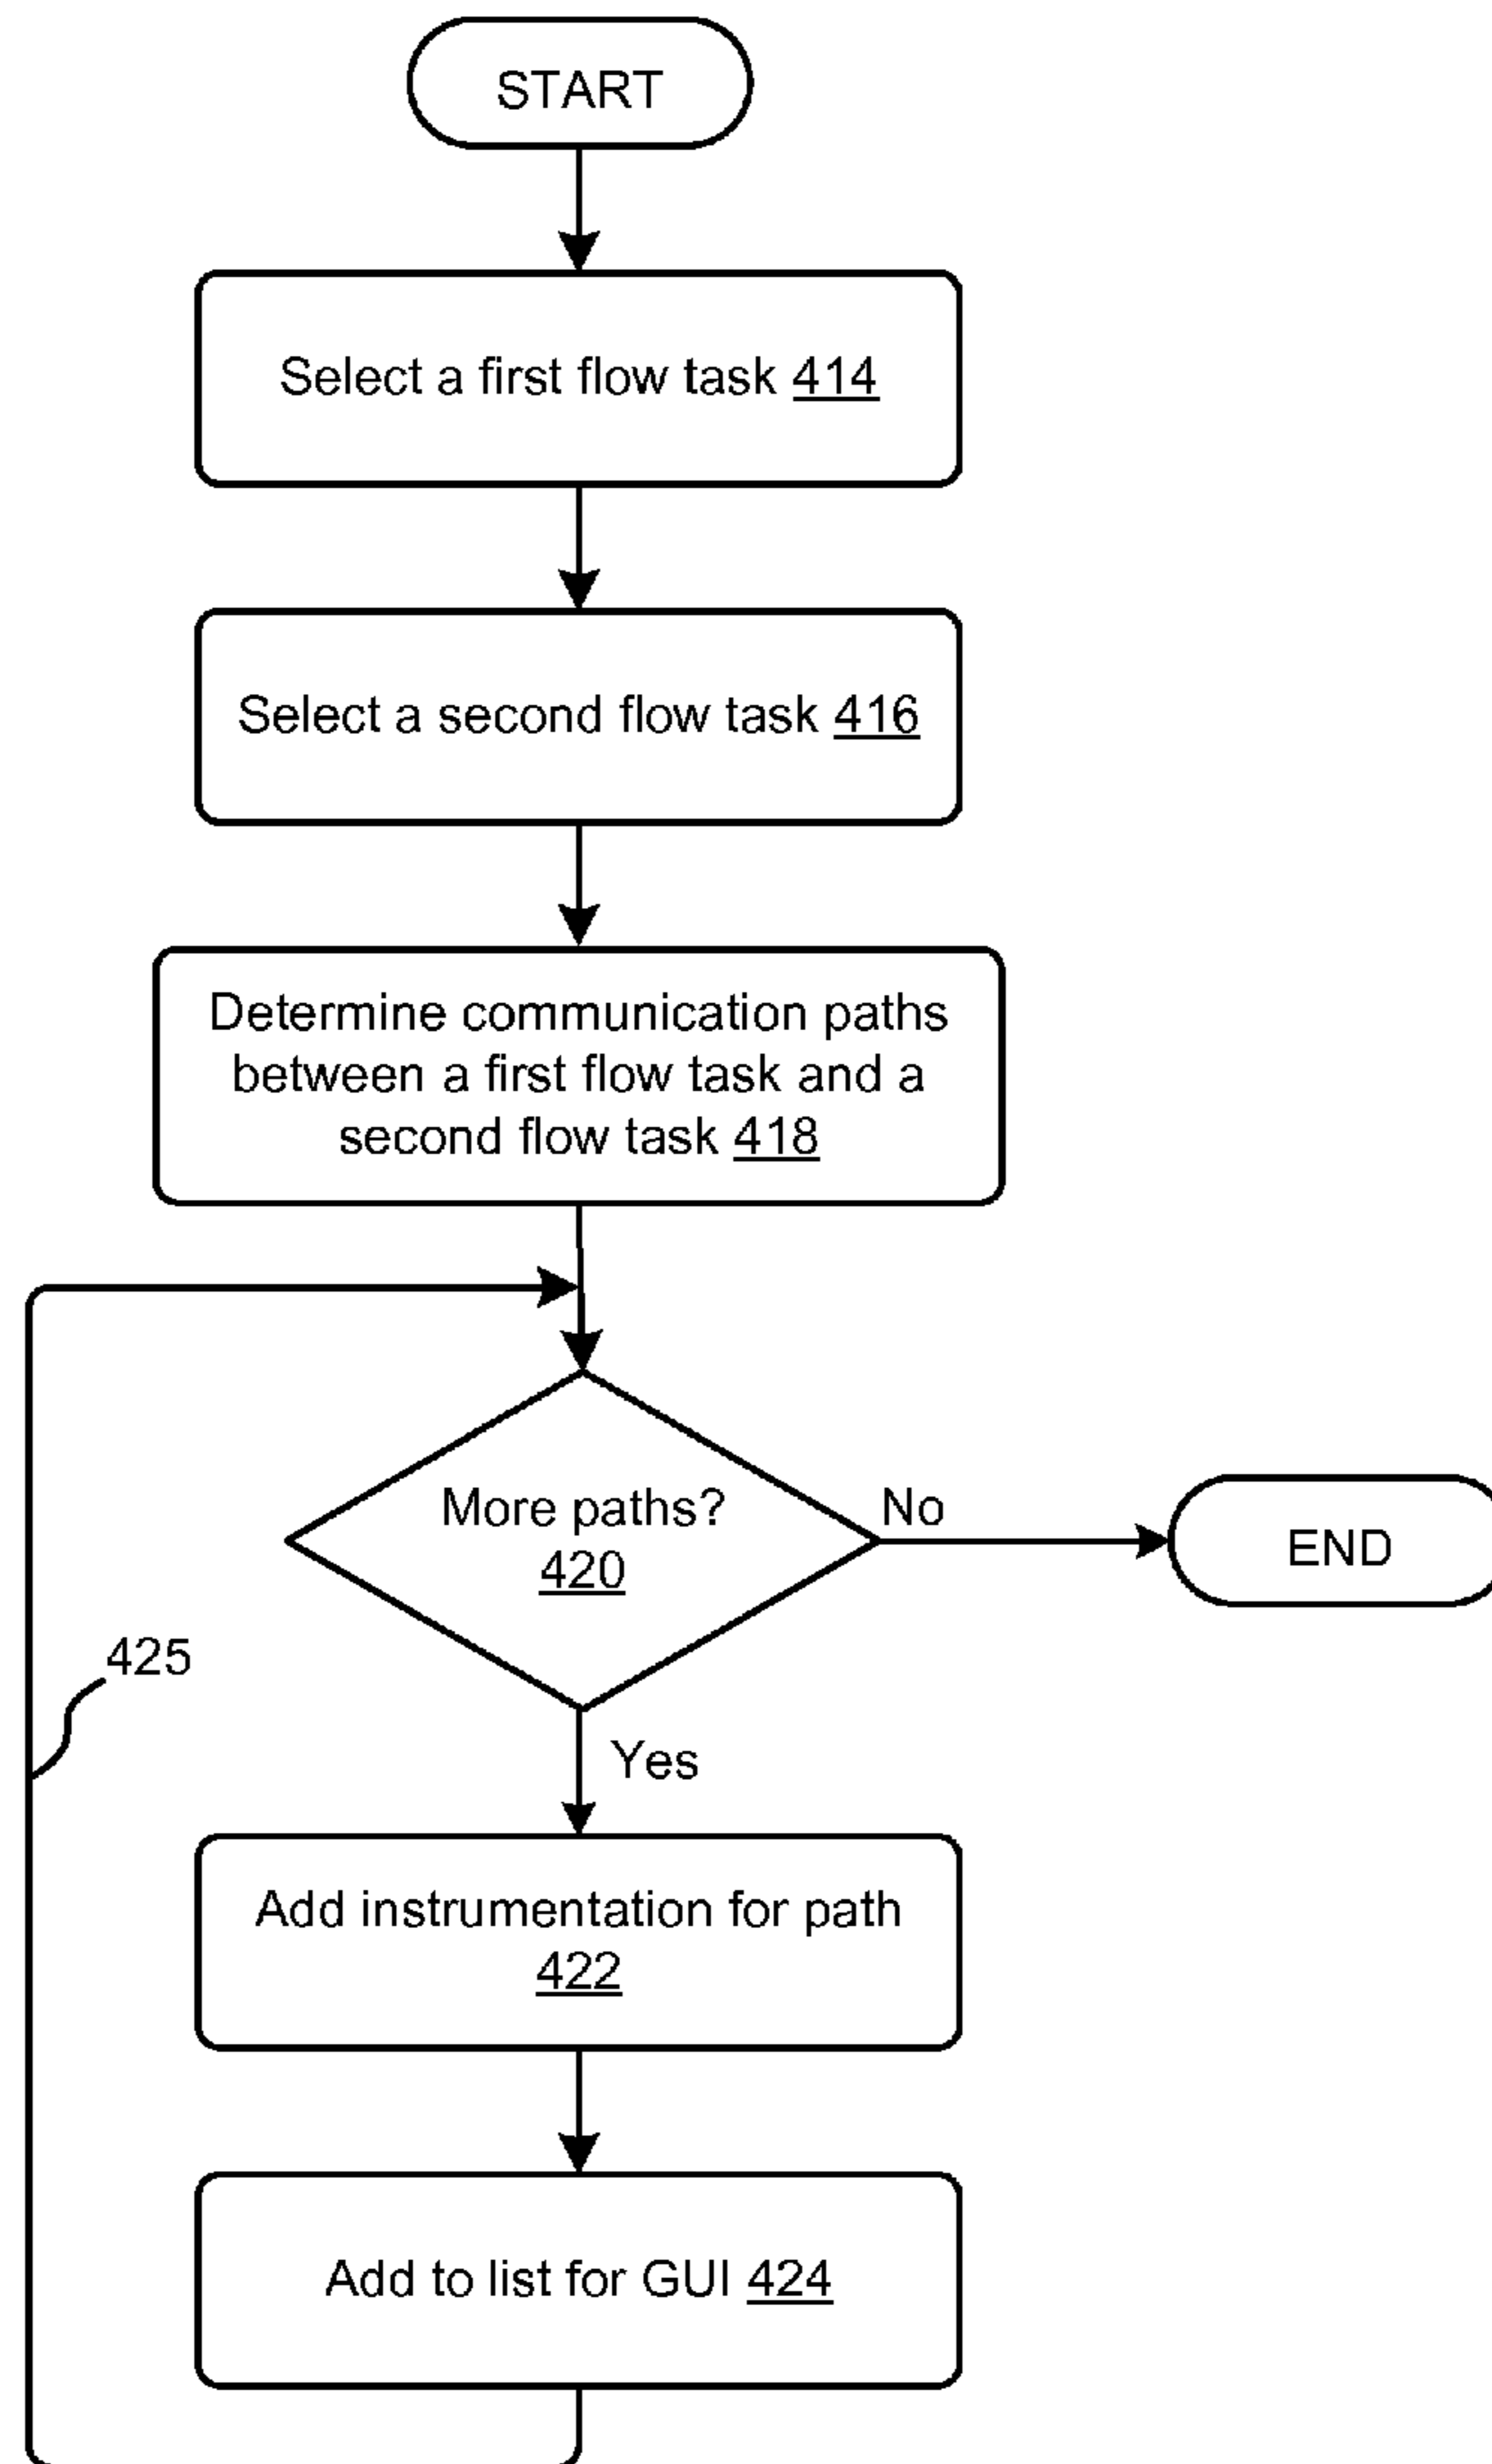 START
Select a first flow task 414
Select a second flow task 416
Determine communication paths
between a first flow task and a
second flow task 418
More paths?
420
No
END
425
Yes
Add instrumentation for path
422
Add to list for GUI 424